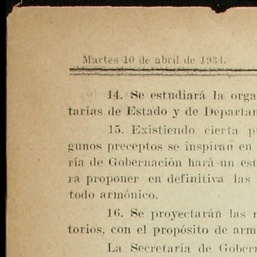 Martes 10 de abril de 1934.
14. Se estudiará la orga
tarías de Estado y de Departa
15. Existiendo cierta p
gunos preceptos se inspiran en
ría de Gobernación hará un est
ra proponer en definitiva las
todo armónico.
16. Se proyectarán las r
torios, con el propósito de arm
La Secretaría de Gober